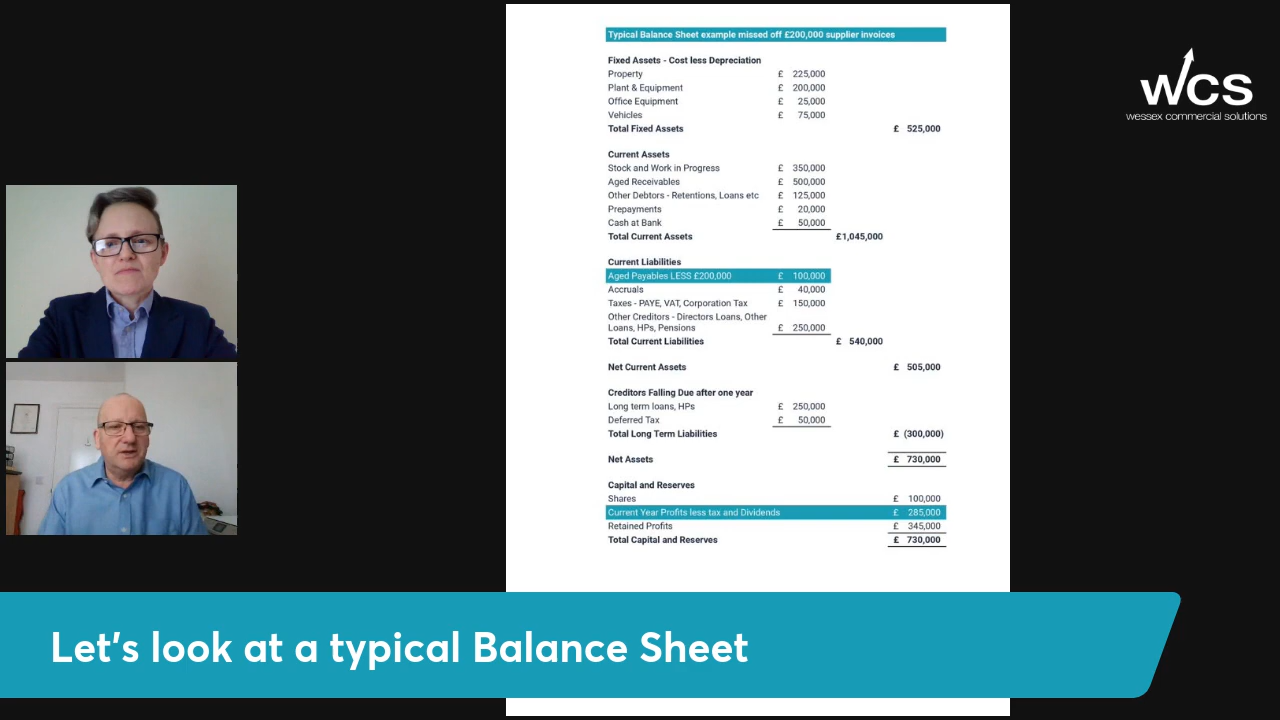 Typical Balance Sheet example missed off £200,000 supplier invoices
Fixed Assets - Cost less Depreciation
Property £ 225,000
Plant & Equipment £ 200,000
Office Equipment £ 25,000
Vehicles £ 75,000
Total Fixed Assets £ 525,000
Current Assets
Stock and Work in Progress £ 350,000
Aged Receivables £ 500,000
Other Debtors - Retentions, Loans etc £ 125,000
Prepayments £ 20,000
Cash at Bank £ 50,000
Total Current Assets £1,045,000
Current Liabilities
Aged Payables LESS £200,000 £ 100,000
Accruals £ 40,000
Taxes - PAYE, VAT, Corporation Tax £ 150,000
Other Creditors - Directors Loans, Other
Loans, HPs, Pensions £ 250,000
Total Current Liabilities £ 540,000
Net Current Assets £ 505,000
Creditors Falling Due after one year
Long term loans, HPs £ 250,000
Deferred Tax £ 50,000
Total Long Term Liabilities £ (300,000)
Net Assets £ 730,000
Capital and Reserves
Shares £ 100,000
Current Year Profits less tax and Dividends £ 285,000
Retained Profits £ 345,000
Total Capital and Reserves £ 730,000
wcs
wessex commercial solutions
Let's look at a typical Balance Sheet